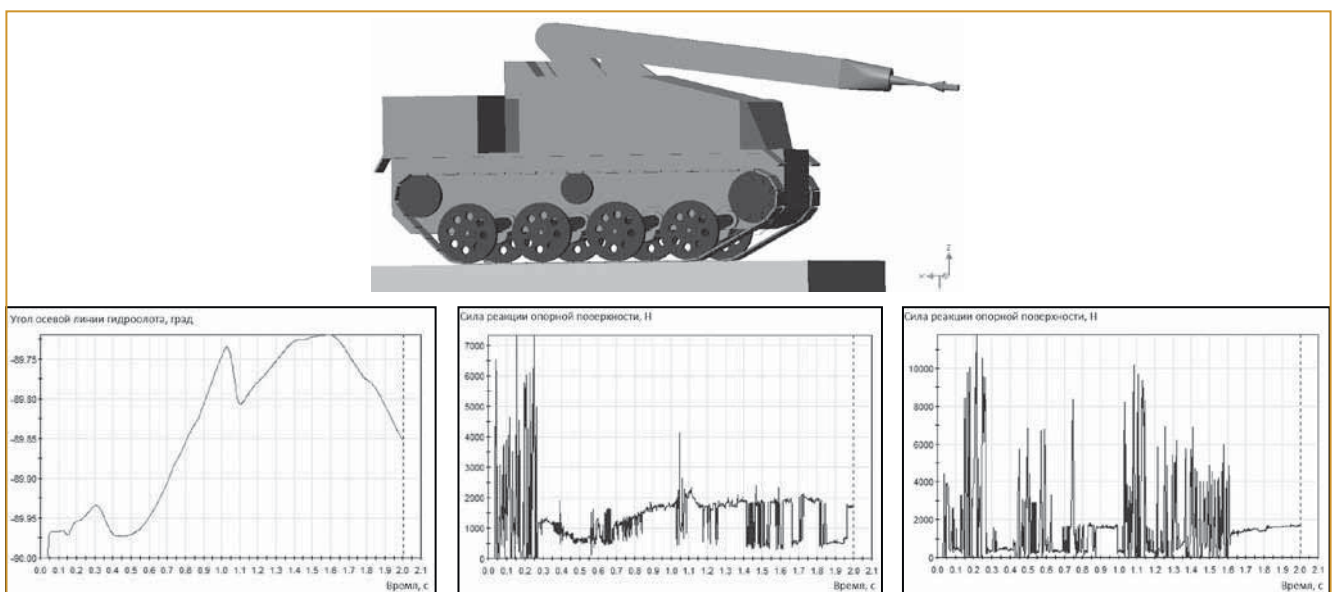 Угол осевой линии гидроолота, град
-89.75
-89.80
-89.85
-89.90
-89.95
-90.00
0.0 0.1 0.2 0.3 0.4 0.5 0.6 0.7 0.8 0.9 1.0 1.1 1.2 1.3 1.4 1.5 1.6 1.7 1.8 1.9 2.0 2.1
Время, с
Сила реакции опорной поверхности, Н
7000
6000
5000
4000
3000
2000
1000
0
0.0 0.1 0.2 0.3 0.4 0.5 0.6 0.7 0.8 0.9 1.0 1.1 1.2 1.3 1.4 1.5 1.6 1.7 1.8 1.9 2.0 2.1
Время, с
Сила реакции опорной поверхности, Н
10000
8000
6000
4000
2000
0
0.0 0.1 0.2 0.3 0.4 0.5 0.6 0.7 0.8 0.9 1.0 1.1 1.2 1.3 1.4 1.5 1.6 1.7 1.8 1.9 2.0 2.1
Время, с